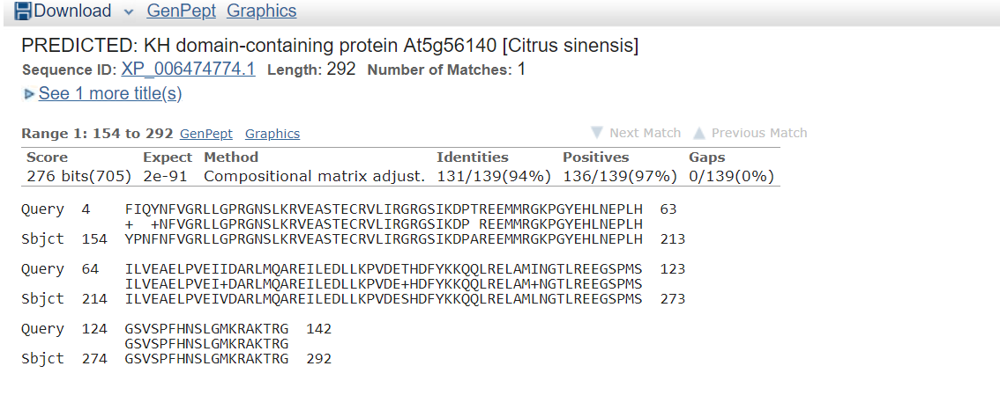 Download GenPept Graphics
PREDICTED: KH domain-containing protein At5g56140 [Citrus sinensis]
Sequence ID: XP_006474774.1 Length: 292 Number of Matches: 1
See 1 more title(s)
Range 1: 154 to 292 GenPept Graphics Next Match Previous Match
Score Expect Method Identities Positives Gaps
276 bits(705) 2e-91 Compositional matrix adjust. 131/139(94%) 136/139(97%) 0/139(0%)
Query 4 FIQYNFVGRLLGPRGNSLKRVEASTECRVLIRGRGSIKDPTREEMMRGKPGYEHLNEPLH 63
+ +NFVGRLLGPRGNSLKRVEASTECRVLIRGRGSIKDP REEMMRGKPGYEHLNEPLH
Sbjct 154 YPNFNFVGRLLGPRGNSLKRVEASTECRVLIRGRGSIKDPAREEMMRGKPGYEHLNEPLH 213
Query 64 ILVEAELPVEIIDARLMQAREILEDLLKPVDETHDFYKKQQLRELAMINGTLREEGSPMS 123
ILVEAELPVEI+DARLMQAREILEDLLKPVDE+HDFYKKQQLRELAM+NGTLREEGSPMS
Sbjct 214 ILVEAELPVEIVDARLMQAREILEDLLKPVDESHDFYKKQQLRELAMLNGTLREEGSPMS 273
Query 124 GSVSPFHNSLGMKRAKTRG 142
GSVSPFHNSLGMKRAKTRG
Sbjct 274 GSVSPFHNSLGMKRAKTRG 292